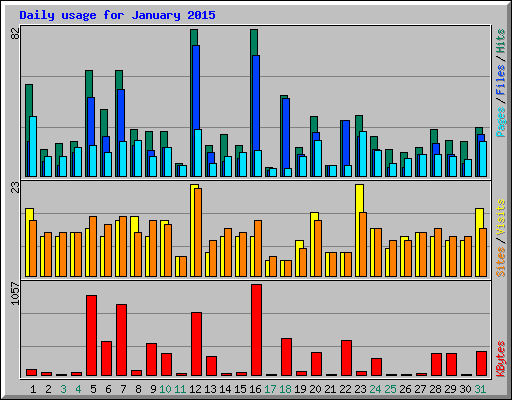 Daily usage for January 2015
82
Pages / Files / Hits
23
Sites / Visits
1057
KBytes
1 2 3 4 5 6 7 8 9 10 11 12 13 14 15 16 17 18 19 20 21 22 23 24 25 26 27 28 29 30 31